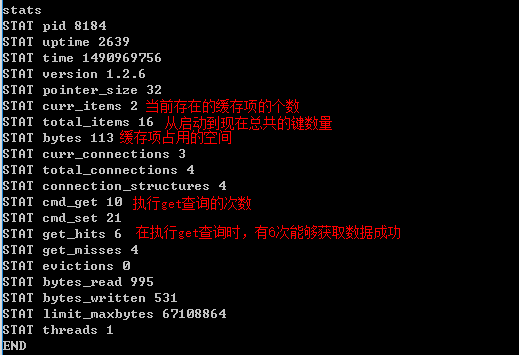 stats
STAT pid 8184
STAT uptime 2639
STAT time 1490969756
STAT version 1.2.6
STAT pointer_size 32
STAT curr_items 2 当前存在的缓存项的个数
STAT total_items 16 从启动到现在总共的键数量
STAT bytes 113 缓存项占用的空间
STAT curr_connections 3
STAT total_connections 4
STAT connection_structures 4
STAT cmd_get 10 执行get查询的次数
STAT cmd_set 21
STAT get_hits 6 在执行get查询时，有6次能够获取数据成功
STAT get_misses 4
STAT evictions 0
STAT bytes_read 995
STAT bytes_written 531
STAT limit_maxbytes 67108864
STAT threads 1
END